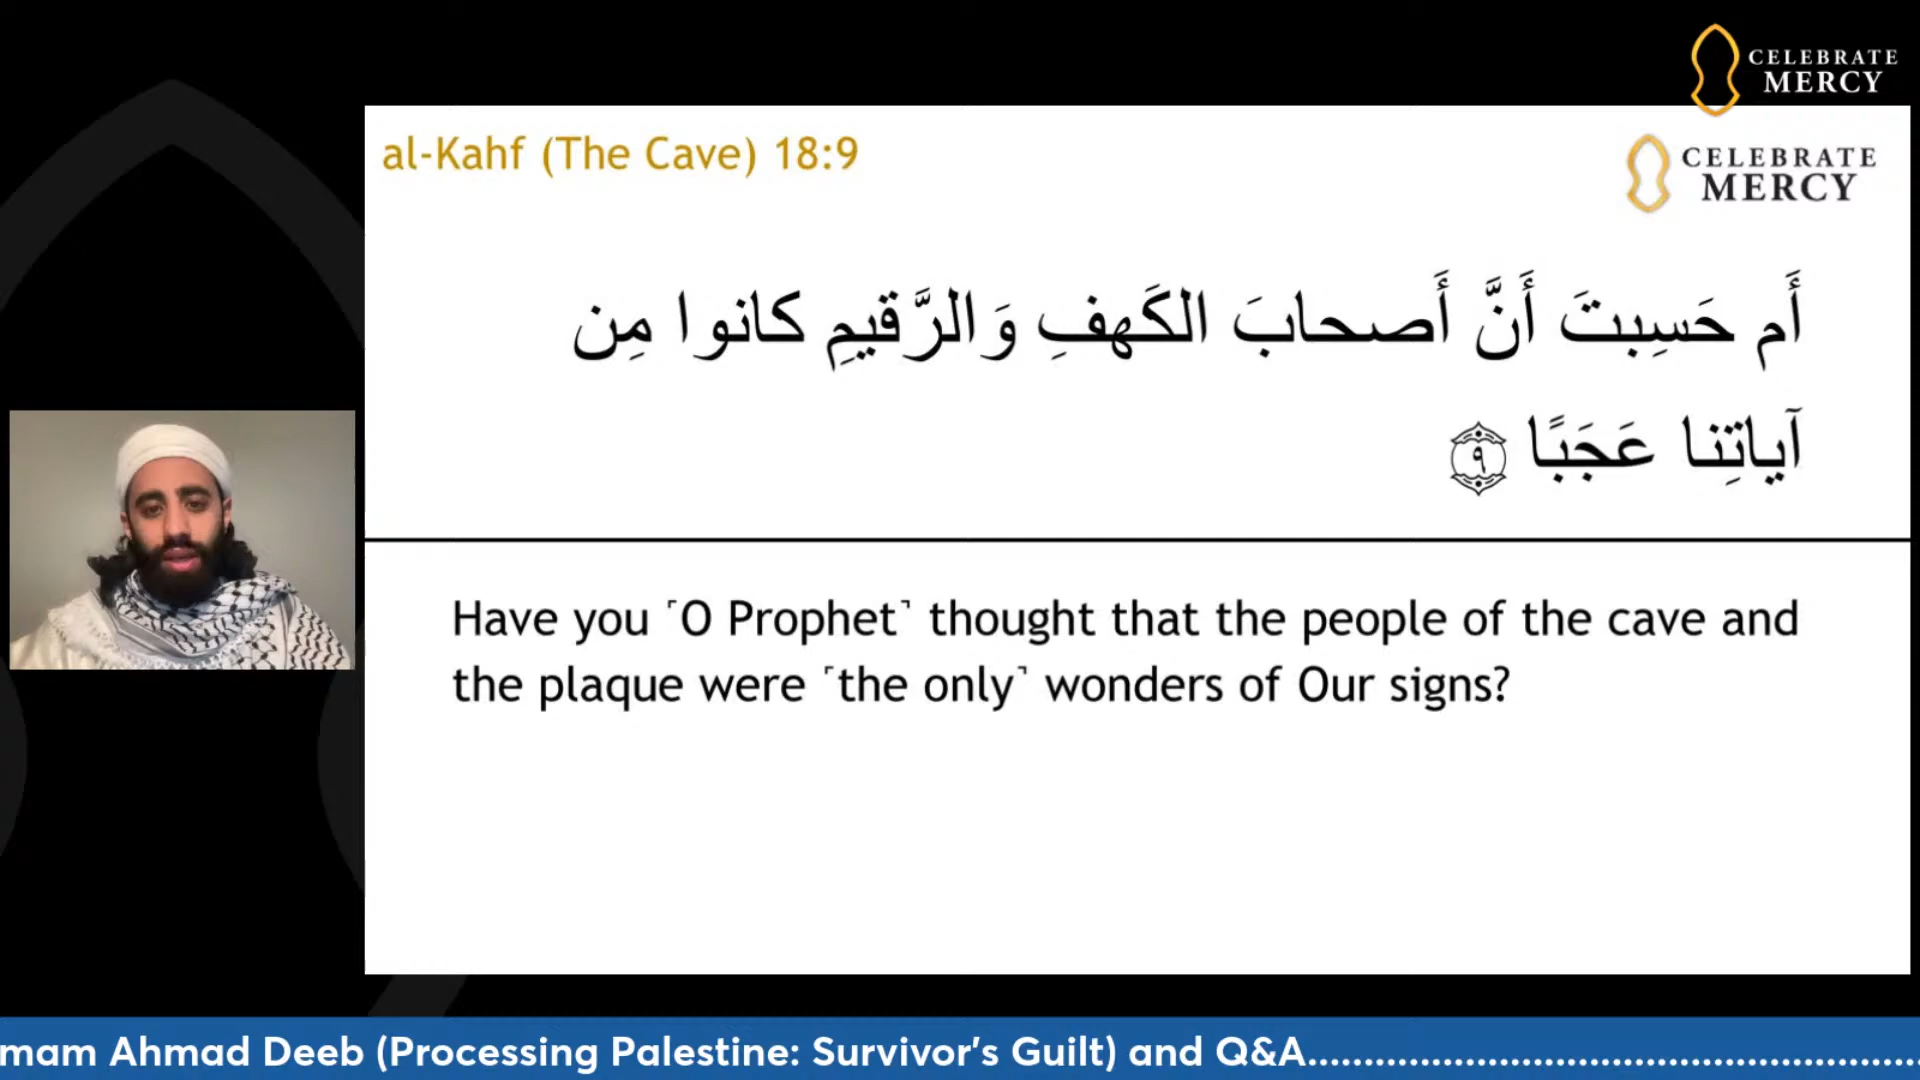 CELEBRATE
MERCY
al-Kahf (The Cave) 18:9
CELEBRATE
MERCY
أَم حَسِبتَ أَنَّ أَصحابَ الكَهفِ وَالرَّقيمِ كانوا مِن
آياتِنا عَجَبًا ٩
Have you ˹O Prophet˺ thought that the people of the cave and
the plaque were ˹the only˺ wonders of Our signs?
mam Ahmad Deeb (Processing Palestine: Survivor's Guilt) and Q&A......................................................